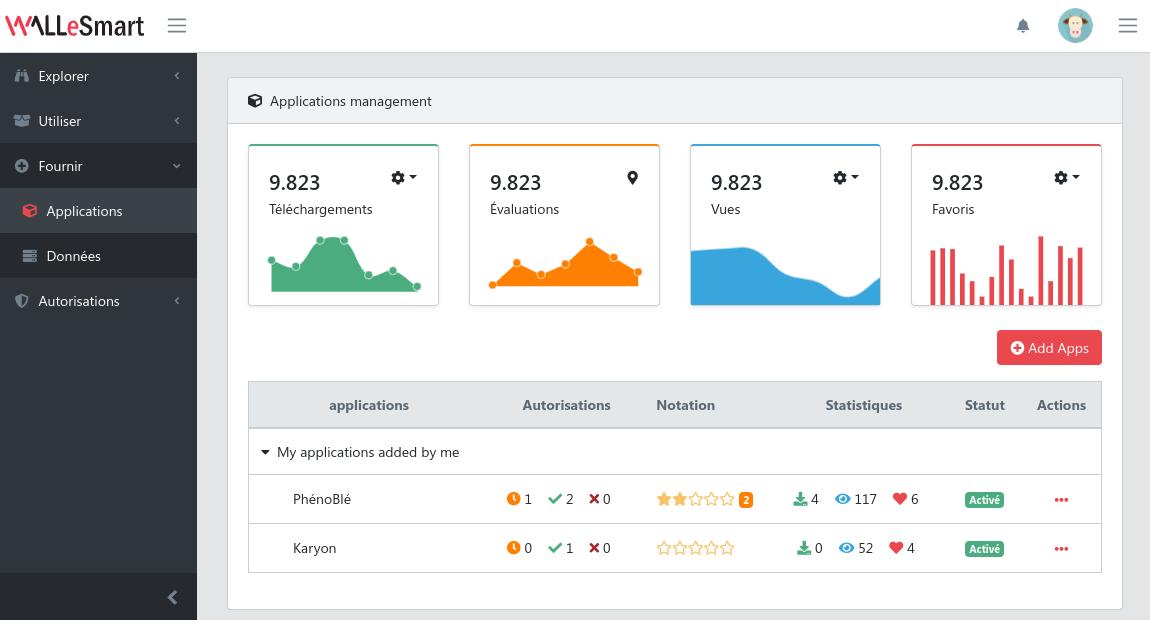 WALLeSmart
Explorer
Utiliser
Fournir
Applications
Données
Autorisations
Applications management
9.823
Téléchargements
9.823
Évaluations
9.823
Vues
9.823
Favoris
Add Apps
applications Autorisations Notation Statistiques Statut Actions
My applications added by me
PhénoBlé 1 2 0 2 4 117 6 Activé
Karyon 0 1 0 0 52 4 Activé